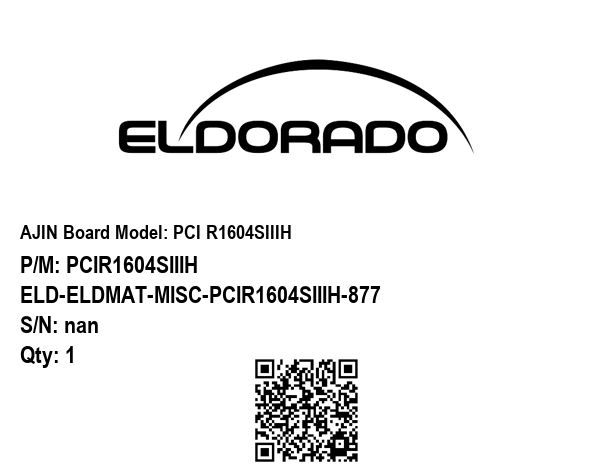 ELDORADO
AJIN Board Model: PCI R1604SIIIH
P/M: PCIR1604SIIIH
ELD-ELDMAT-MISC-PCIR1604SIIIH-877
S/N: nan
Qty: 1